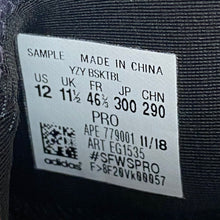 SAMPLE MADE IN CHINA
YZY BSKTBL
US UK FR JP CHN
12 11½ 46⅔ 300 290
PRO
APE 779001 11/18
ART EG1535
#SFWSPRO
adidas F>8F20VK00057